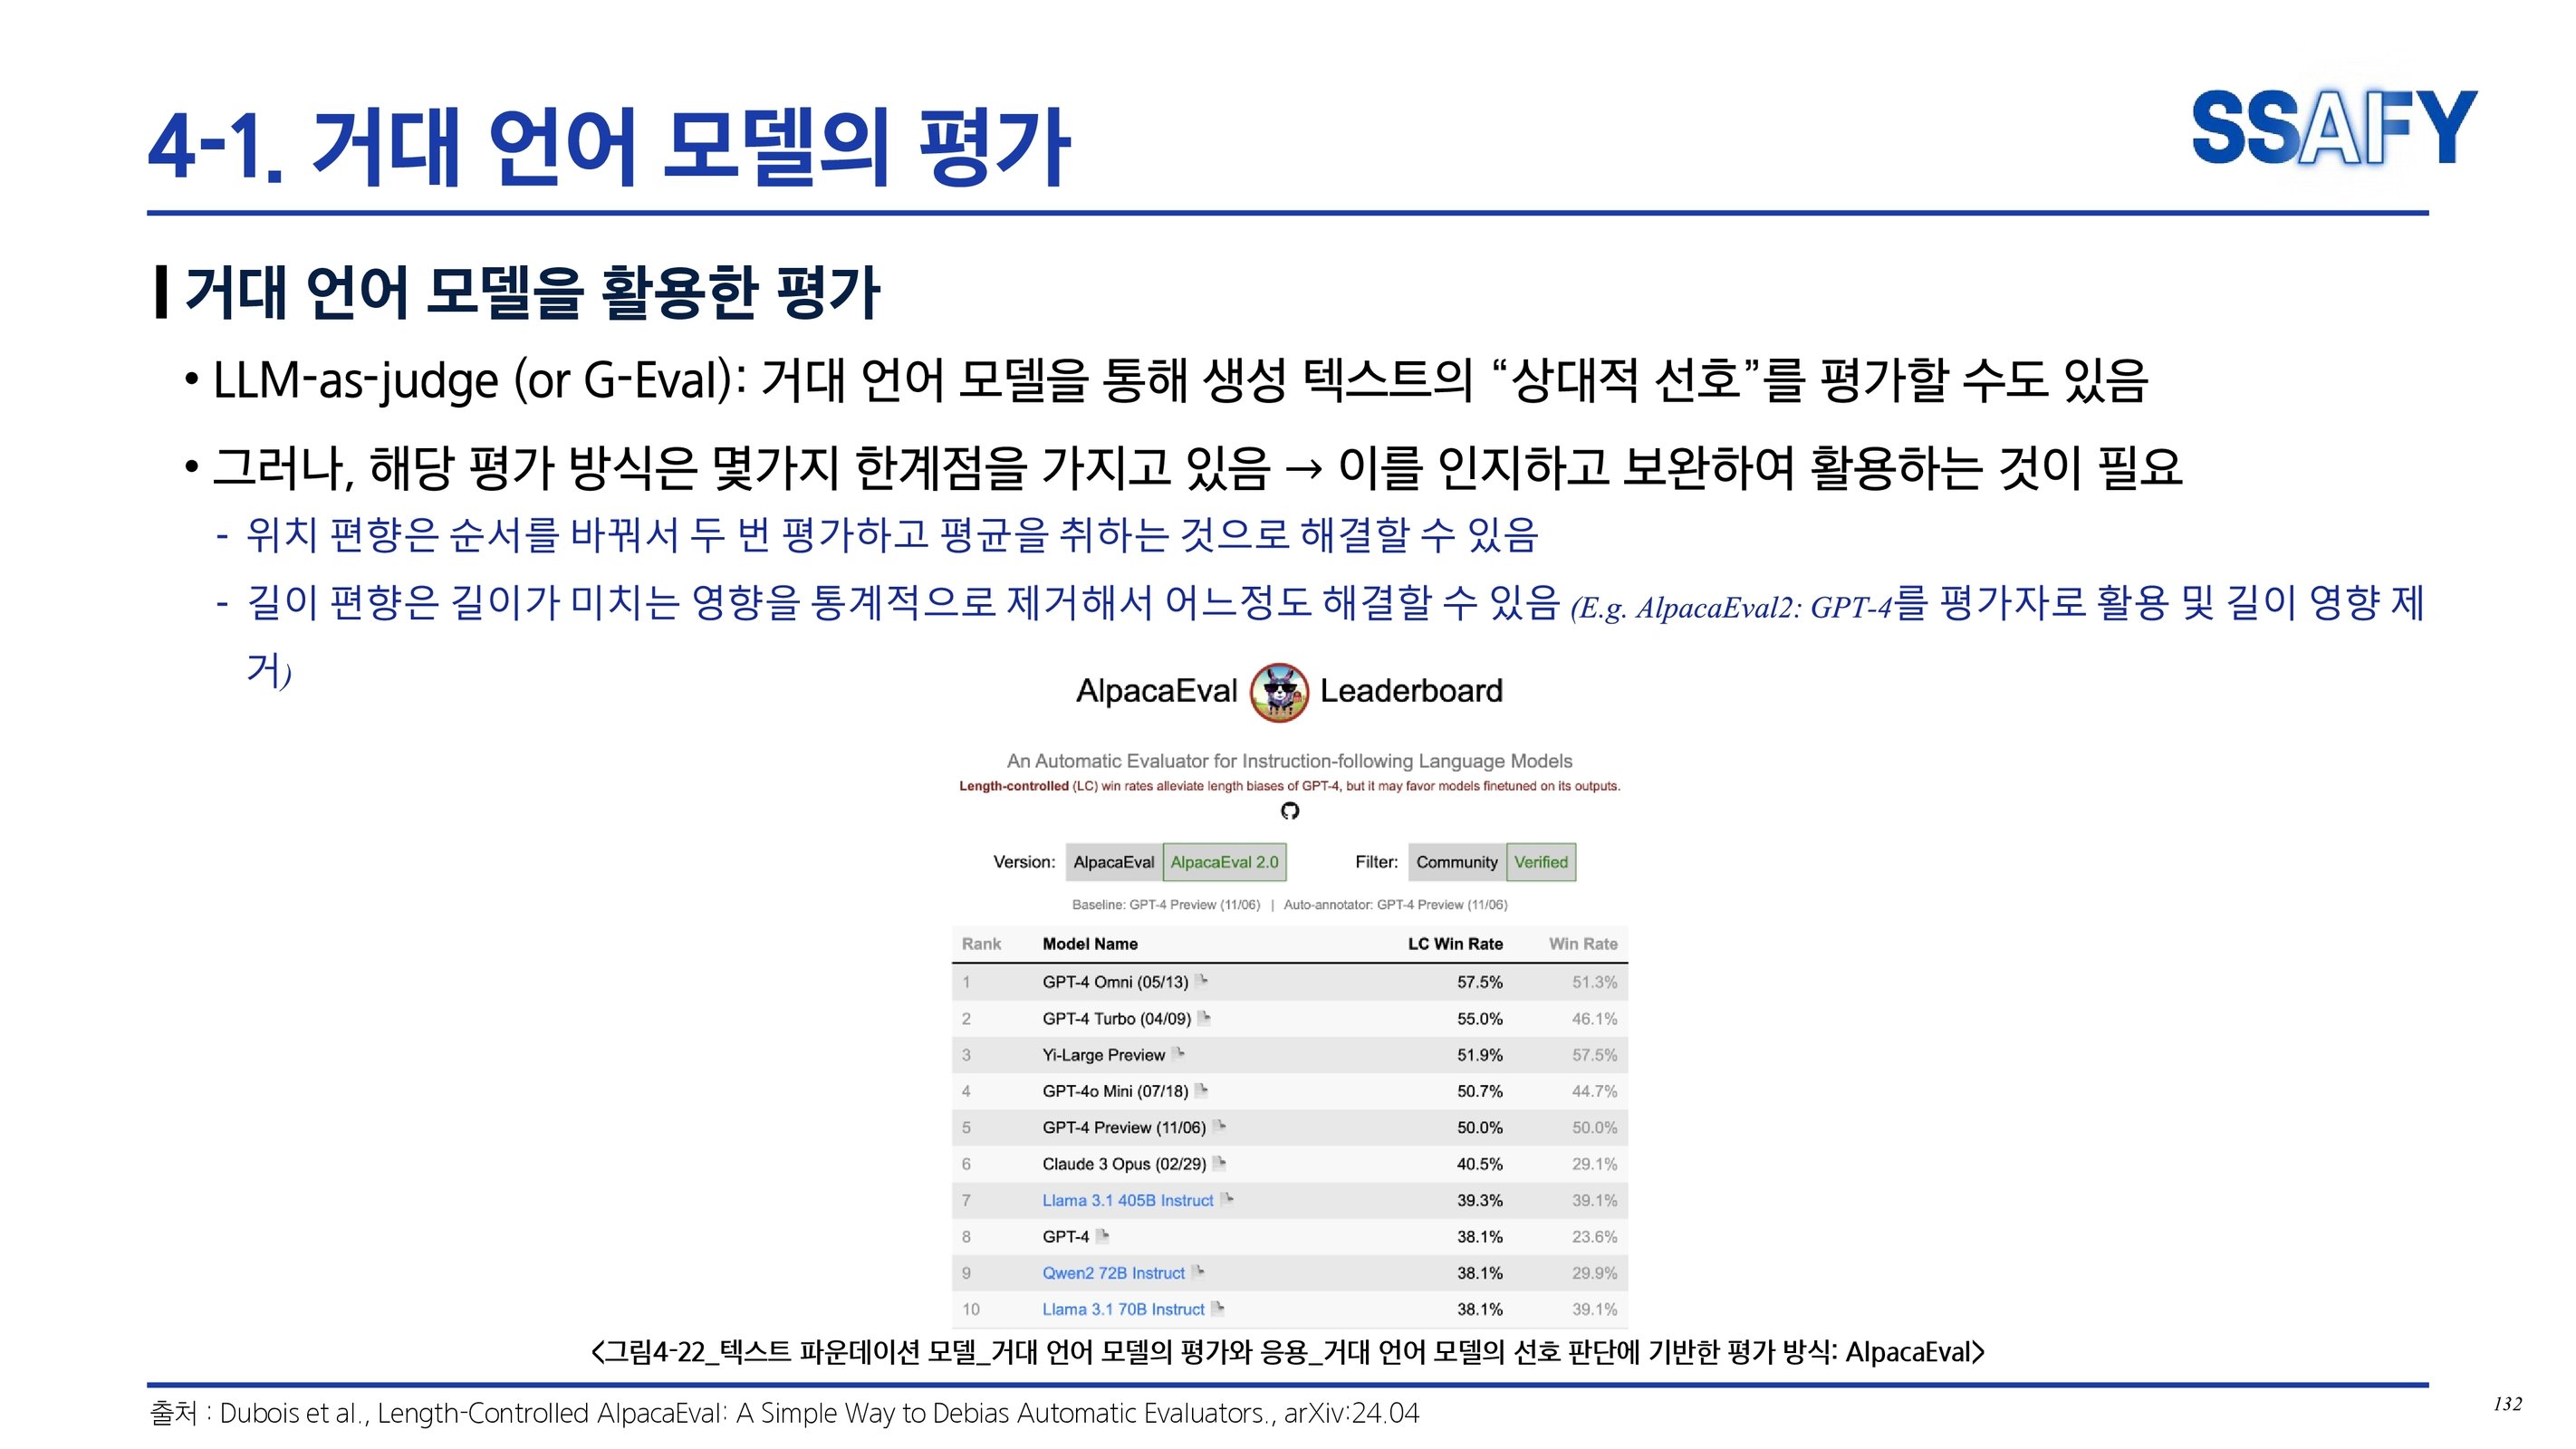 4-1. 거대 언어 모델의 평가
SSAFY
거대 언어 모델을 활용한 평가
• LLM-as-judge (or G-Eval): 거대 언어 모델을 통해 생성 텍스트의 “상대적 선호”를 평가할 수도 있음
• 그러나, 해당 평가 방식은 몇가지 한계점을 가지고 있음 → 이를 인지하고 보완하여 활용하는 것이 필요
- 위치 편향은 순서를 바꿔서 두 번 평가하고 평균을 취하는 것으로 해결할 수 있음
- 길이 편향은 길이가 미치는 영향을 통계적으로 제거해서 어느정도 해결할 수 있음 (E.g. AlpacaEval2: GPT-4를 평가자로 활용 및 길이 영향 제
거)
AlpacaEval Leaderboard
An Automatic Evaluator for Instruction-following Language Models
Length-controlled (LC) win rates alleviate length biases of GPT-4, but it may favor models finetuned on its outputs.
Version: AlpacaEval AlpacaEval 2.0 Filter: Community Verified
Baseline: GPT-4 Preview (11/06) | Auto-annotator: GPT-4 Preview (11/06)
Rank Model Name LC Win Rate Win Rate
1 GPT-4 Omni (05/13) 57.5% 51.3%
2 GPT-4 Turbo (04/09) 55.0% 46.1%
3 Yi-Large Preview 51.9% 57.5%
4 GPT-4o Mini (07/18) 50.7% 44.7%
5 GPT-4 Preview (11/06) 50.0% 50.0%
6 Claude 3 Opus (02/29) 40.5% 29.1%
7 Llama 3.1 405B Instruct 39.3% 39.1%
8 GPT-4 38.1% 23.6%
9 Qwen2 72B Instruct 38.1% 29.9%
10 Llama 3.1 70B Instruct 38.1% 39.1%
<그림4-22_텍스트 파운데이션 모델_거대 언어 모델의 평가와 응용_거대 언어 모델의 선호 판단에 기반한 평가 방식: AlpacaEval>
출처 : Dubois et al., Length-Controlled AlpacaEval: A Simple Way to Debias Automatic Evaluators., arXiv:24.04
132